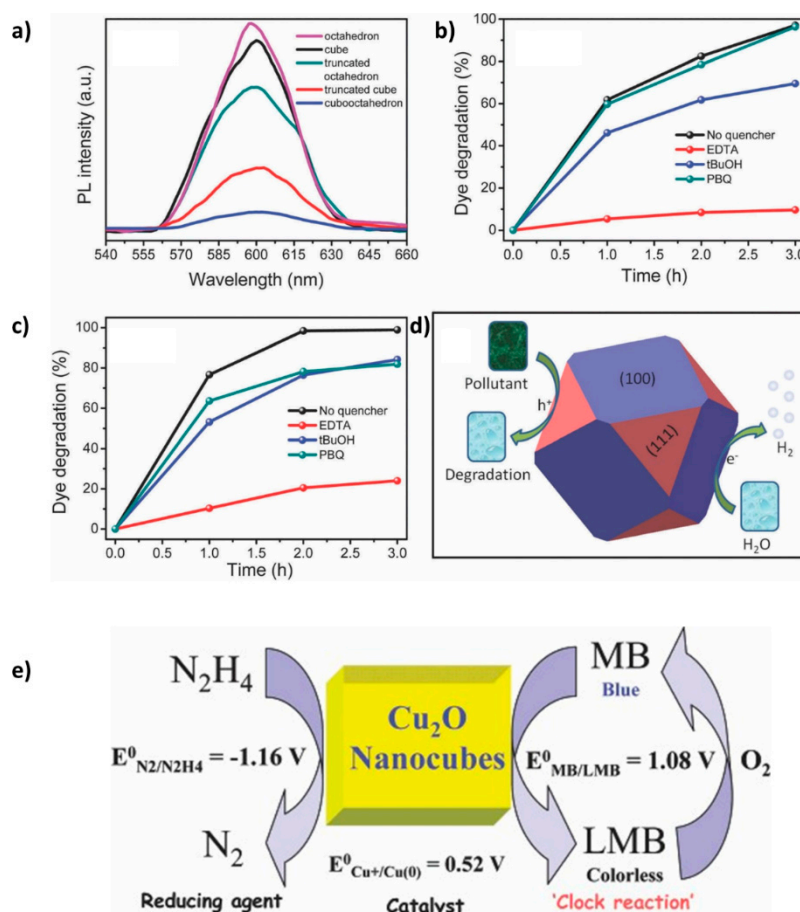 a)
PL intensity (a.u.)
octahedron
cube
truncated
octahedron
truncated cube
cubooctahedron
540 555 570 585 600 615 630 645 660
Wavelength (nm)
b)
Dye degradation (%)
100
80
60
40
20
0
No quencher
EDTA
tBuOH
PBQ
0.0 0.5 1.0 1.5 2.0 2.5 3.0
Time (h)
c)
Dye degradation (%)
100
80
60
40
20
0
No quencher
EDTA
tBuOH
PBQ
0.0 0.5 1.0 1.5 2.0 2.5 3.0
Time (h)
d)
Pollutant
h+
Degradation
(100)
(111)
e-
H2
H2O
e)
N2H4
E0 N2/N2H4 = -1.16 V
N2
Reducing agent
Cu2O
Nanocubes
E0Cu+/Cu(0) = 0.52 V
Catalyst
MB
Blue
E0MB/LMB = 1.08 V
O2
LMB
Colorless
'Clock reaction'